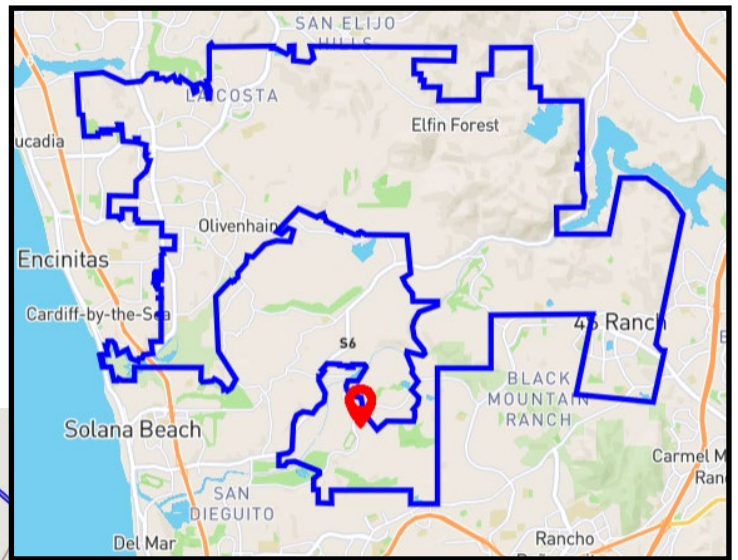 SAN ELIJO
HILLS
LA COSTA
Elfin Forest
ucadia
Olivenhain
Encinitas
Cardiff-by-the-Sea
4S Ranch
S6
BLACK
MOUNTAIN
RANCH
Solana Beach
Carmel M
Ran
SAN
DIEGUITO
Del Mar
Rancho